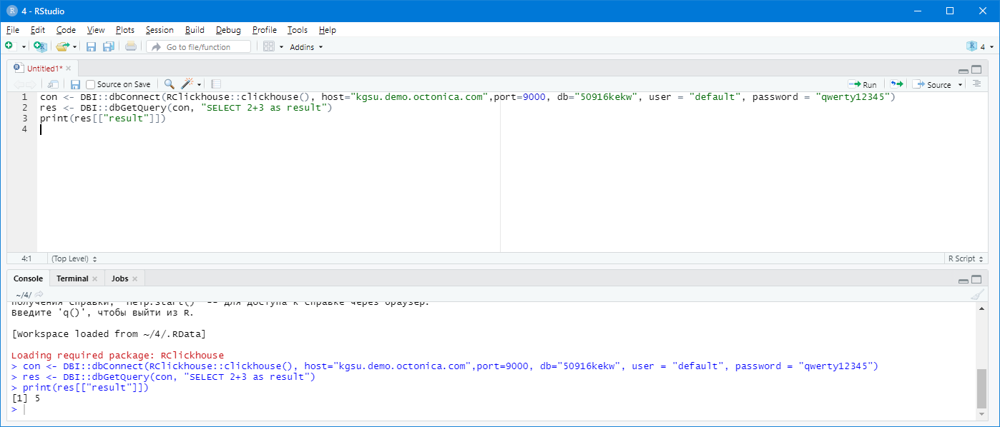 4 - RStudio
File Edit Code View Plots Session Build Debug Profile Tools Help
Go to file/function Addins 4
Untitled1*
Source on Save Run Source
1 con <- DBI::dbConnect(RClickhouse::clickhouse(), host="kgsu.demo.octonica.com",port=9000, db="50916kekw", user = "default", password = "qwerty12345")
2 res <- DBI::dbGetQuery(con, "SELECT 2+3 as result")
3 print(res[["result"]])
4
4:1 (Top Level) R Script
Console Terminal Jobs
~/4/
получения справки, 'help.start()' -- для доступа к справке через браузер.
Введите 'q()', чтобы выйти из R.
[Workspace loaded from ~/4/.RData]
Loading required package: RClickhouse
> con <- DBI::dbConnect(RClickhouse::clickhouse(), host="kgsu.demo.octonica.com",port=9000, db="50916kekw", user = "default", password = "qwerty12345")
> res <- DBI::dbGetQuery(con, "SELECT 2+3 as result")
> print(res[["result"]])
[1] 5
>